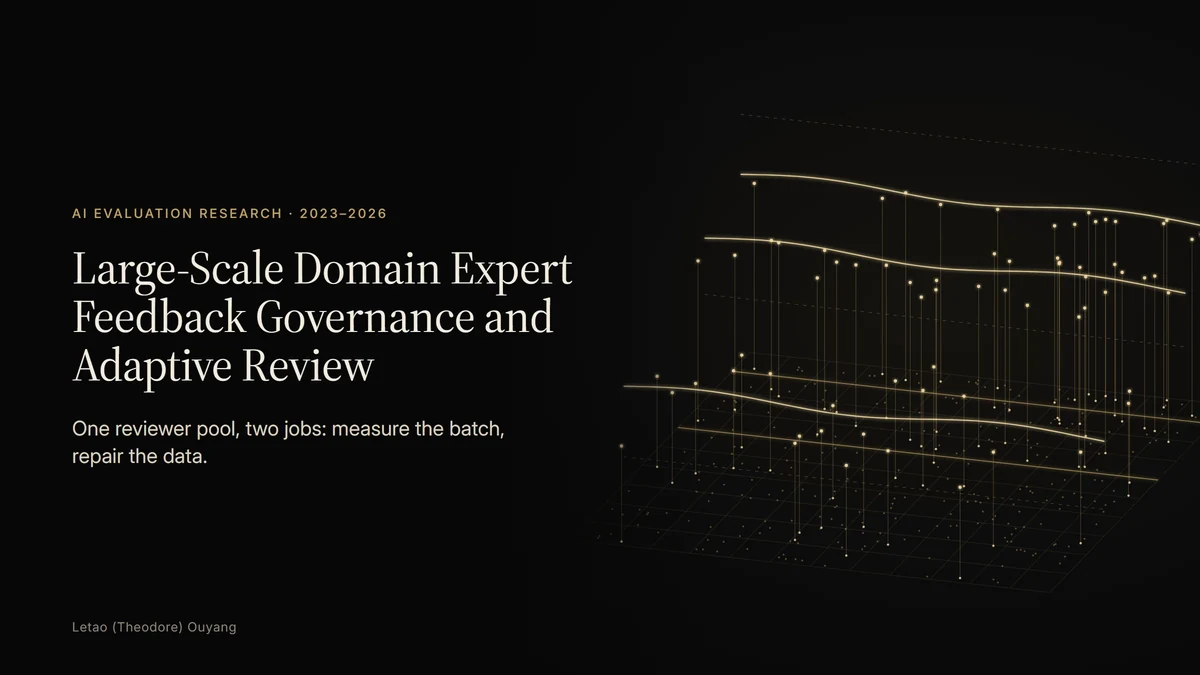 AI EVALUATION RESEARCH · 2023–2026
Large-Scale Domain Expert
Feedback Governance and
Adaptive Review
One reviewer pool, two jobs: measure the batch,
repair the data.
Letao (Theodore) Ouyang